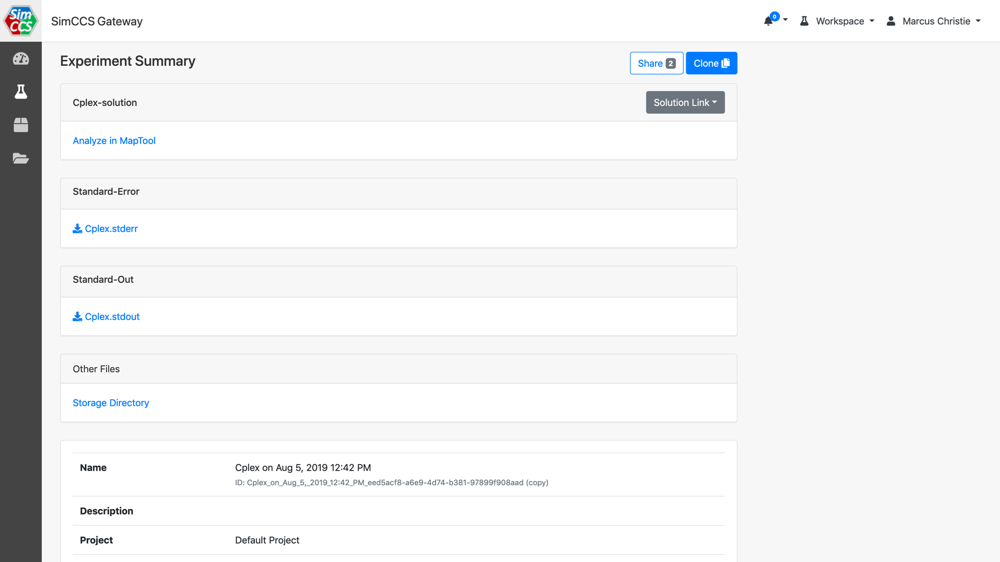 Sim
CCS
SimCCS Gateway
0
Workspace
Marcus Christie
Experiment Summary
Share 2
Clone
Cplex-solution
Solution Link
Analyze in MapTool
Standard-Error
Cplex.stderr
Standard-Out
Cplex.stdout
Other Files
Storage Directory
Name
Cplex on Aug 5, 2019 12:42 PM
ID: Cplex_on_Aug_5,_2019_12:42_PM_eed5acf8-a6e9-4d74-b381-97899f908aad (copy)
Description
Project
Default Project